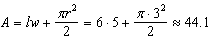 A = lw + πr²/2 = 6 · 5 + π · 3²/2 ≈ 44.1